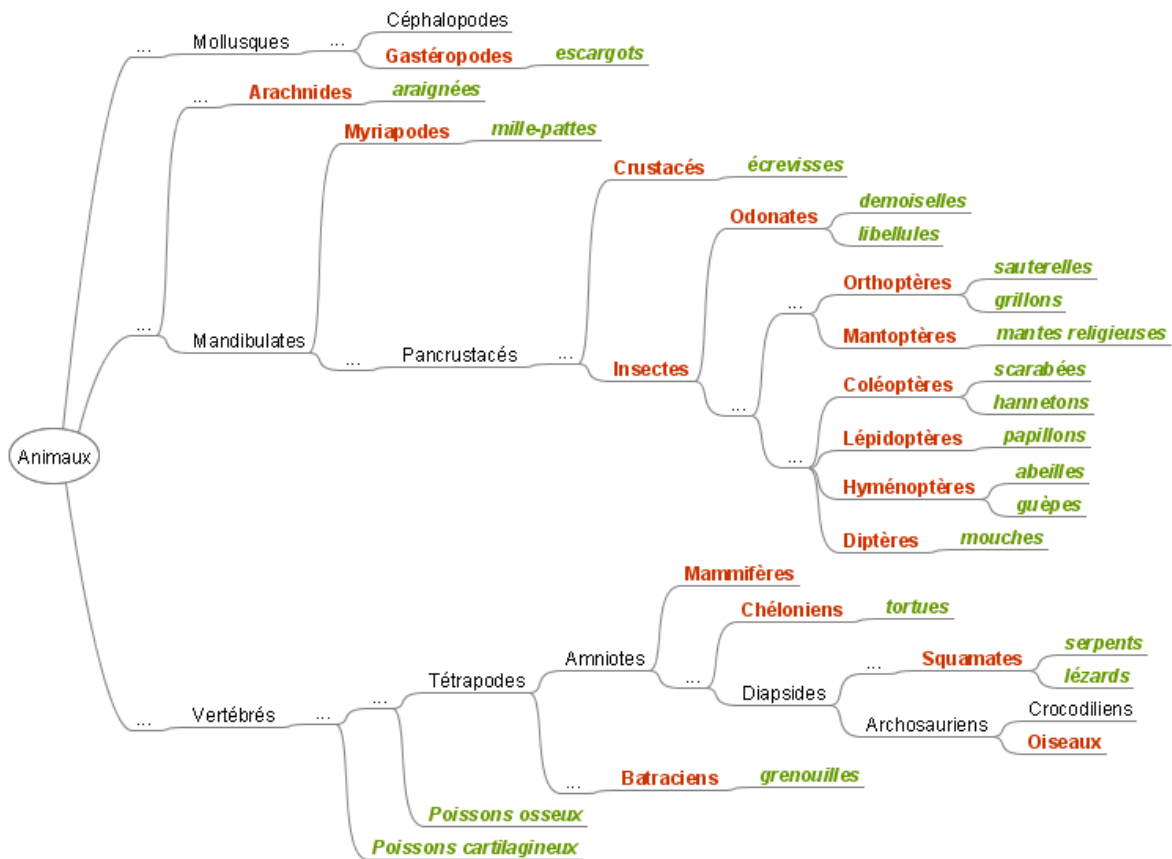 Céphalopodes
...
Mollusques
...
Gastéropodes
escargots
...
Arachnides
araignées
Myriapodes
mille-pattes
Crustacés
écrevisses
Odonates
demoiselles
libellules
Orthoptères
sauterelles
grillons
...
Mantoptères
mantes religieuses
...
Mandibulates
...
Pancrustacés
...
Insectes
...
Coléoptères
scarabées
hannetons
Lépidoptères
papillons
...
Hyménoptères
abeilles
guèpes
Diptères
mouches
Animaux
Mammifères
Chéloniens
tortues
Amniotes
...
Diapsides
...
Squamates
serpents
lézards
Archosauriens
Crocodiliens
Oiseaux
Tétrapodes
...
Vertébrés
...
...
...
Batraciens
grenouilles
Poissons osseux
Poissons cartilagineux